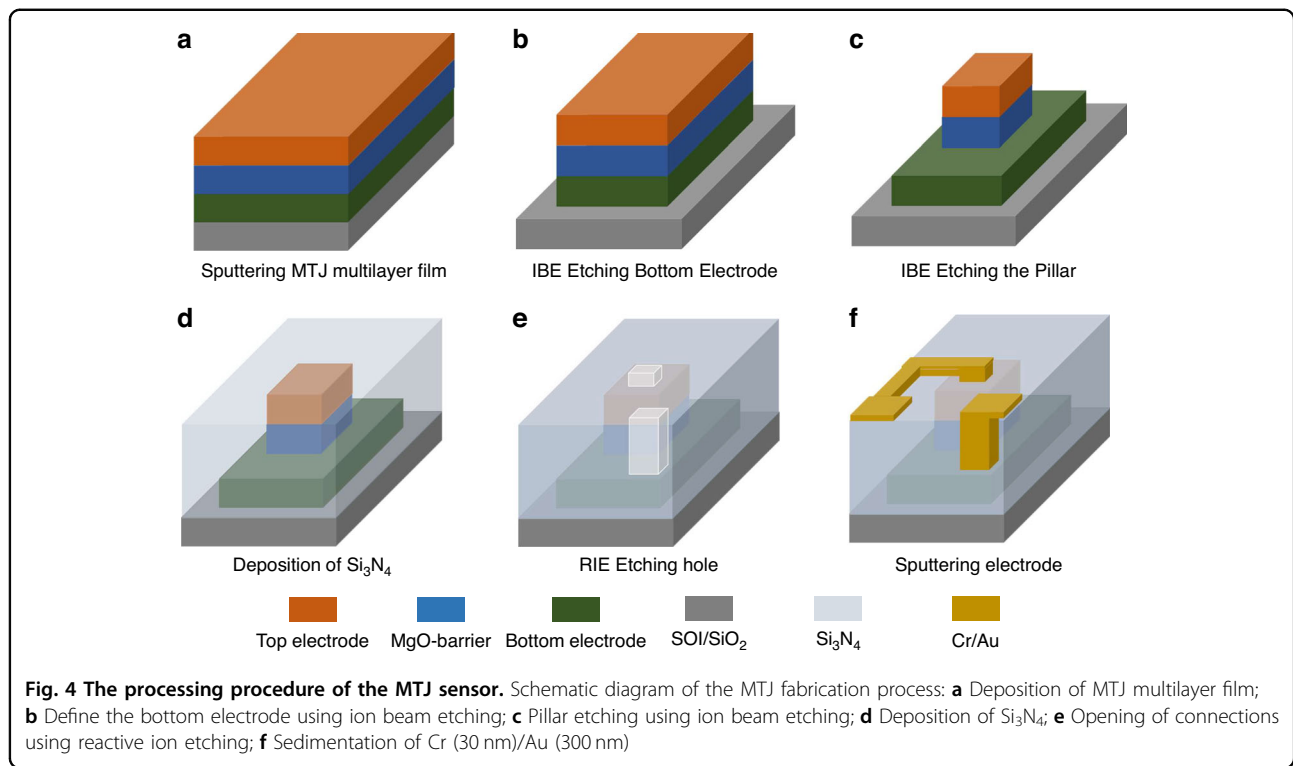 a
b
c
Sputtering MTJ multilayer film
IBE Etching Bottom Electrode
IBE Etching the Pillar
d
e
f
Deposition of Si₃N₄
RIE Etching hole
Sputtering electrode
Top electrode
MgO-barrier
Bottom electrode
SOI/SiO₂
Si₃N₄
Cr/Au
Fig. 4 The processing procedure of the MTJ sensor. Schematic diagram of the MTJ fabrication process: a Deposition of MTJ multilayer film;
b Define the bottom electrode using ion beam etching; c Pillar etching using ion beam etching; d Deposition of Si₃N₄; e Opening of connections
using reactive ion etching; f Sedimentation of Cr (30 nm)/Au (300 nm)